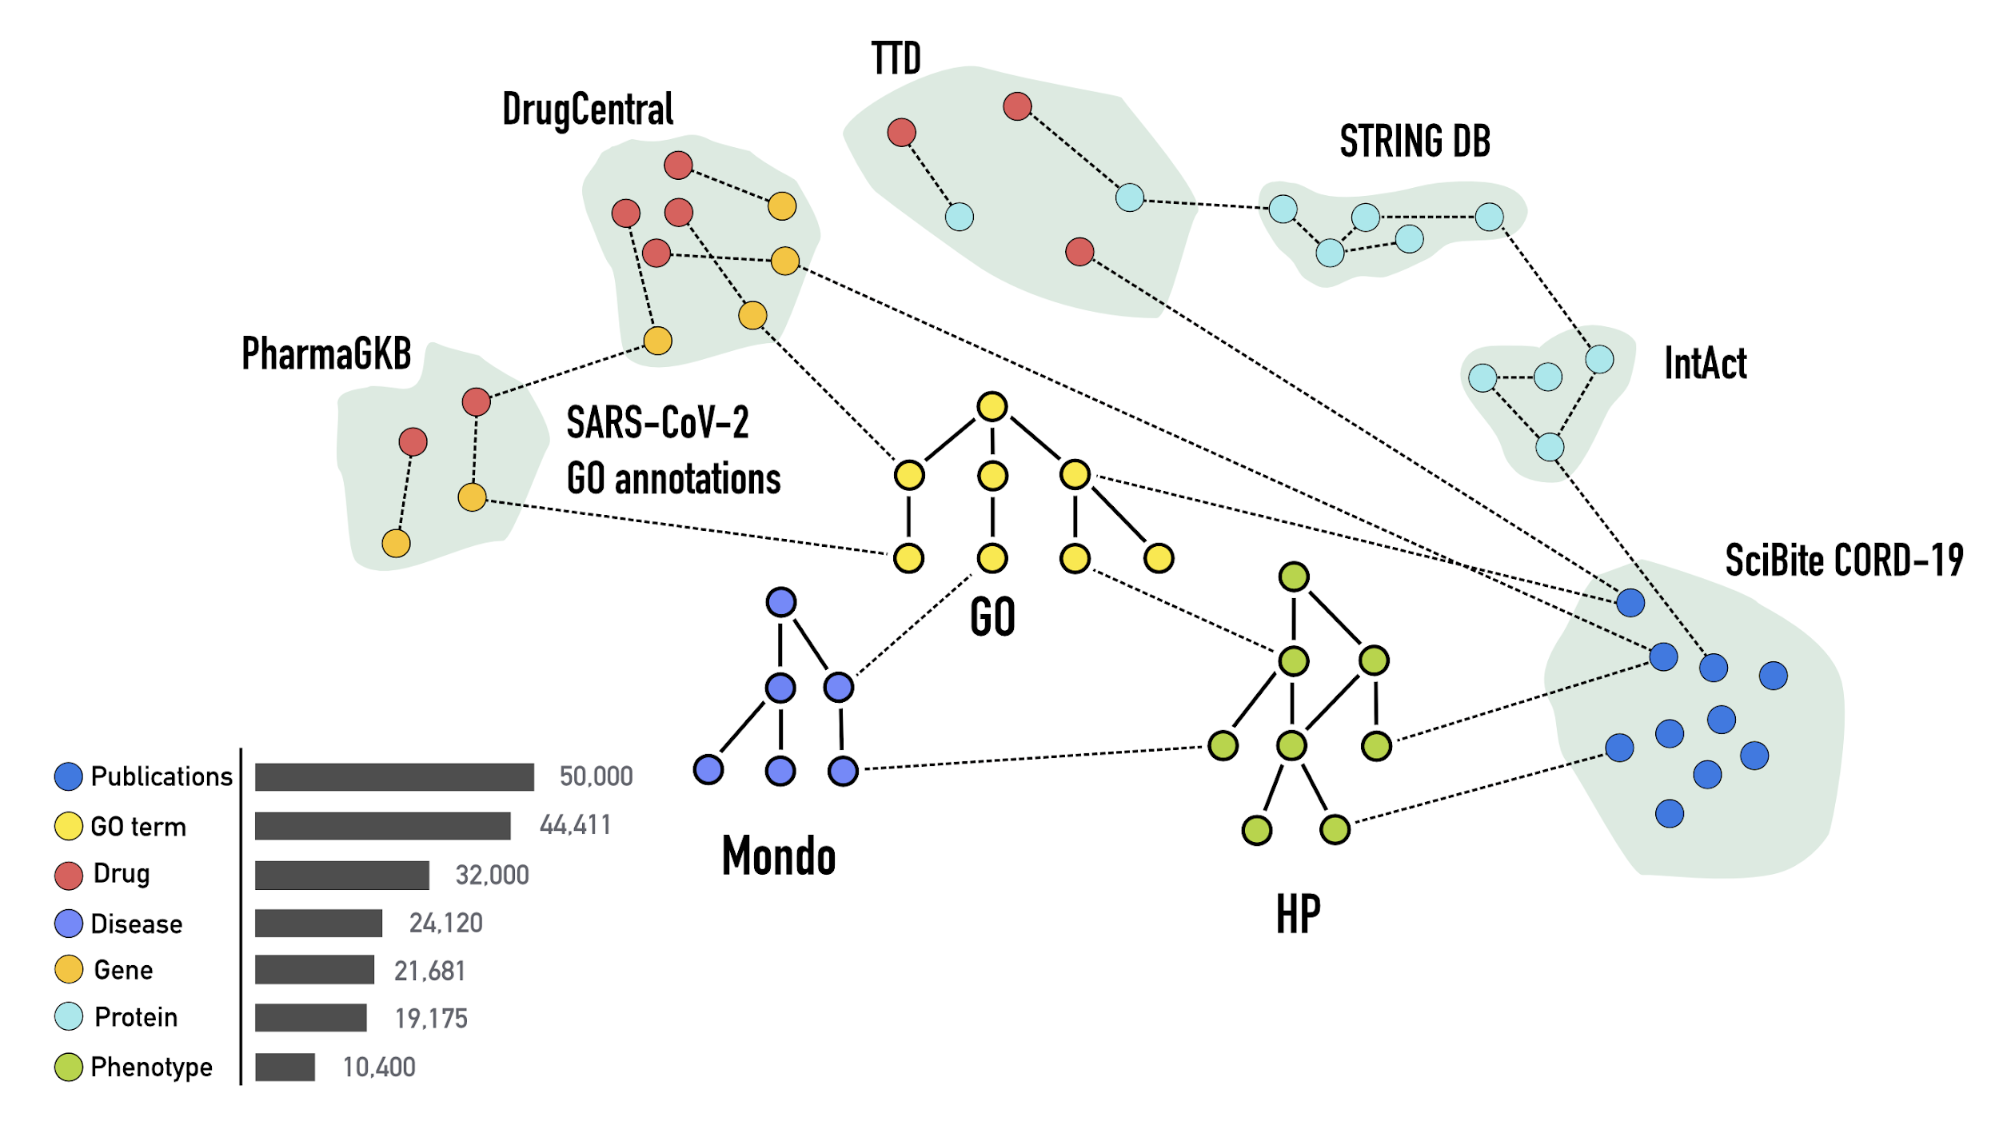 TTD
DrugCentral
STRING DB
PharmaGKB
IntAct
SARS-CoV-2
GO annotations
SciBite CORD-19
GO
Mondo
HP
Publications 50,000
GO term 44,411
Drug 32,000
Disease 24,120
Gene 21,681
Protein 19,175
Phenotype 10,400